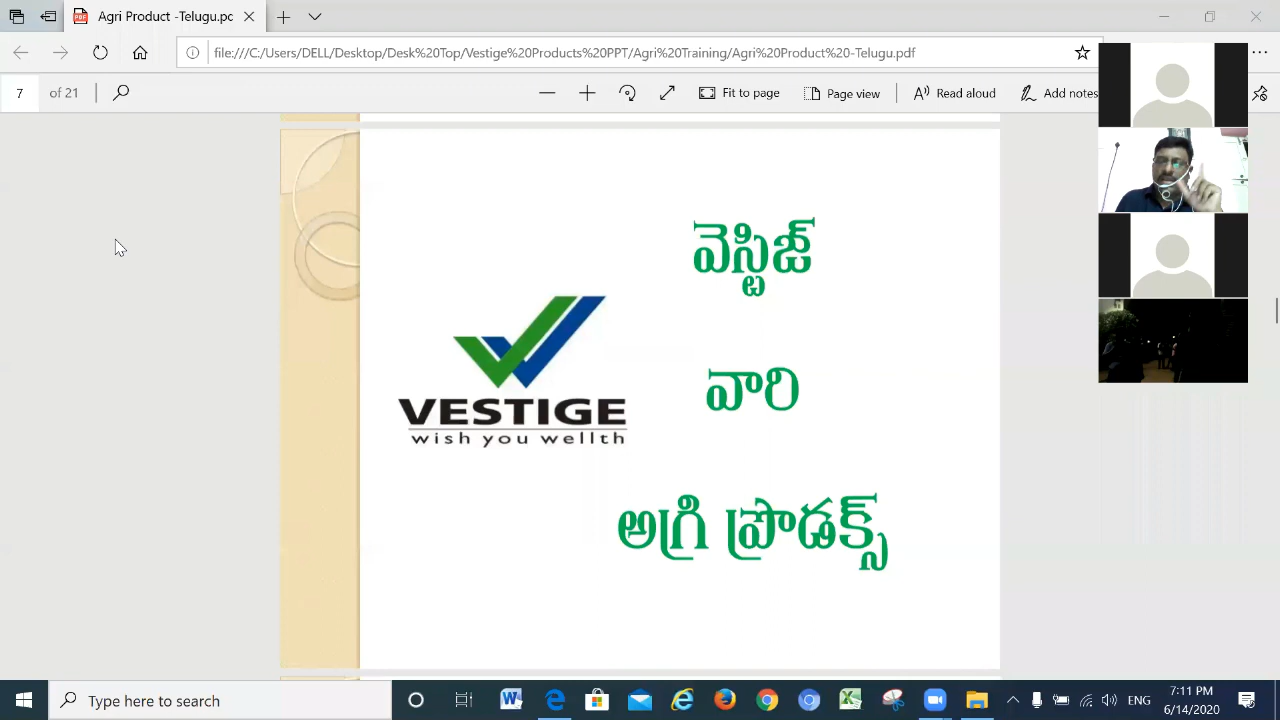 Agri Product Telugu.pc
file:///C:/Users/DELL/Desktop/Desk%20Top/Vestige%20Products%20PPT/Agri%20Training/Agri%20Product%20-Telugu.pdf
7 of 21
Fit to page
Page view
Read aloud
Add notes
వెస్టిజ్
వారి
అగ్రి ప్రొడక్స్
VESTIGE
wish you wellth
Type here to search
ENG
7:11 PM
6/14/2020